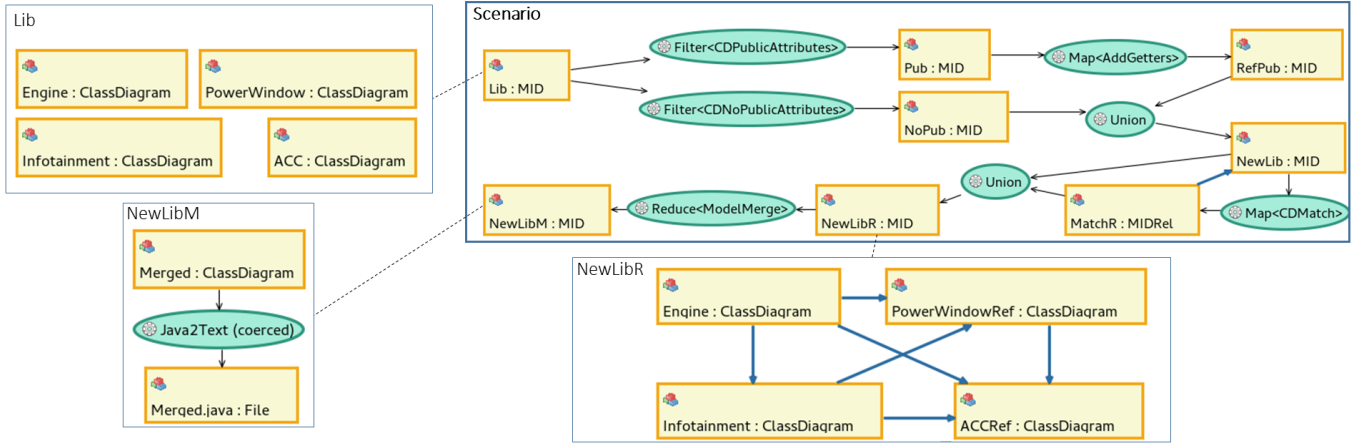 Lib
Engine : ClassDiagram
PowerWindow : ClassDiagram
Infotainment : ClassDiagram
ACC : ClassDiagram
Scenario
Lib : MID
Filter<CDPublicAttributes>
Pub : MID
Map<AddGetters>
RefPub : MID
Filter<CDNoPublicAttributes>
NoPub : MID
Union
NewLib : MID
Union
NewLibM : MID
Reduce<ModelMerge>
NewLibR : MID
MatchR : MIDRel
Map<CDMatch>
NewLibM
Merged : ClassDiagram
Java2Text (coerced)
Merged.java : File
NewLibR
Engine : ClassDiagram
PowerWindowRef : ClassDiagram
Infotainment : ClassDiagram
ACCRef : ClassDiagram